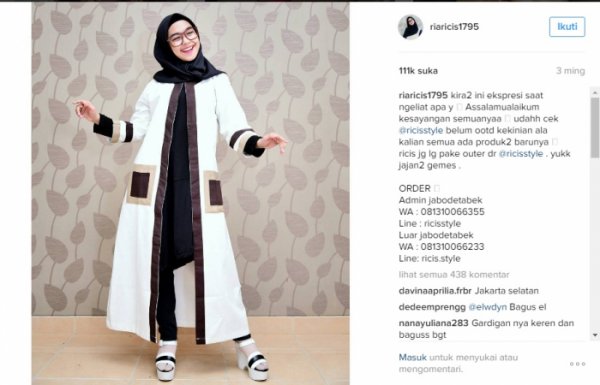 riaricis1795
Ikuti
111k suka
3 ming
riaricis1795 kira2 ini ekspresi saat
ngeliat apa y Assalamualaikum
kesayangan semuanyaa udahh cek
@ricisstyle belum ootd kekinian ala
kalian semua ada produk2 barunya
ricis jg lg pake outer dr @ricisstyle . yukk
jajan2 gemes .
ORDER
Admin jabodetabek
WA : 081310066355
Line : ricisstyle
Luar jabodetabek
WA : 081310066233
Line: ricis.style
lihat semua 438 komentar
davinaaprilia.frbr Jakarta selatan
dedeemprengg @elwdyn Bagus el
nanayuliana283 Gardigan nya keren dan
baguss bgt
Masuk untuk menyukai atau
mengomentari.